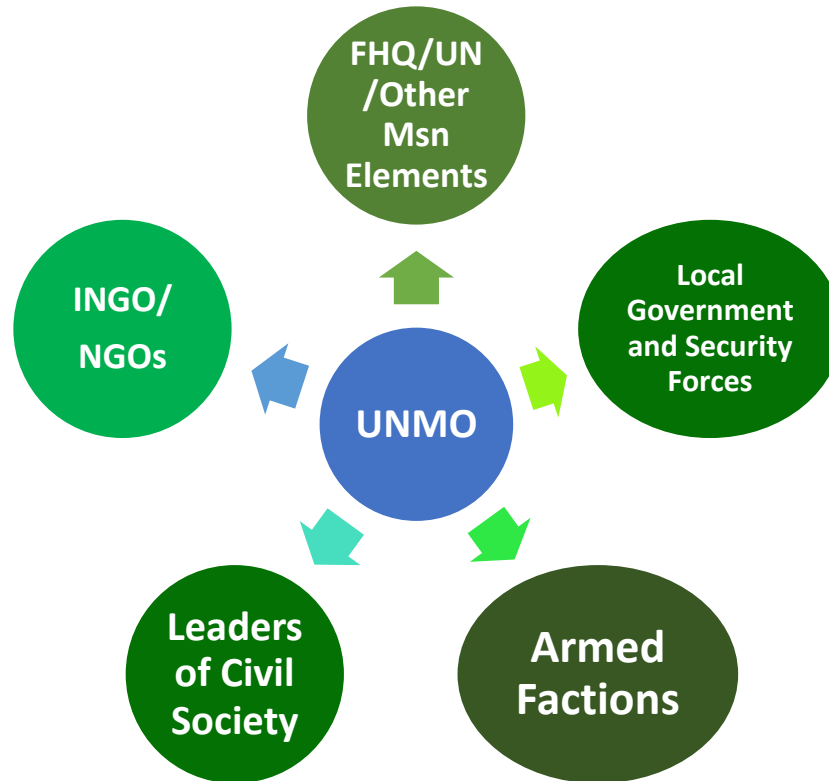 FHQ/UN
/Other
Msn
Elements
INGO/
NGOs
Local
Government
and Security
Forces
UNMO
Leaders
of Civil
Society
Armed
Factions